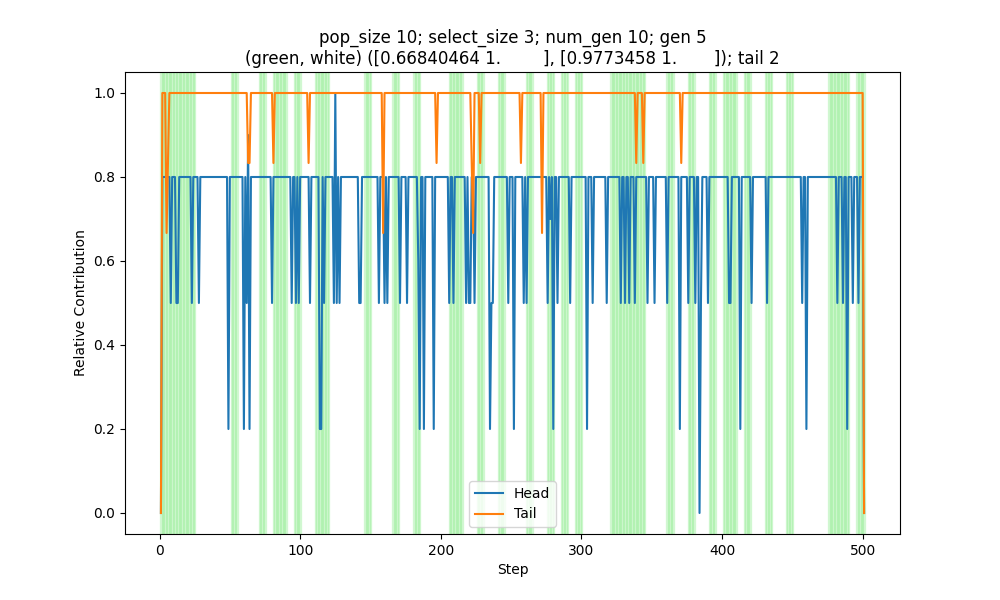 pop_size 10; select_size 3; num_gen 10; gen 5
(green, white) ([0.66840464 1.        ], [0.9773458 1.       ]); tail 2
1.0
0.8
0.6
0.4
0.2
0.0
Relative Contribution
Head
Tail
0
100
200
300
400
500
Step